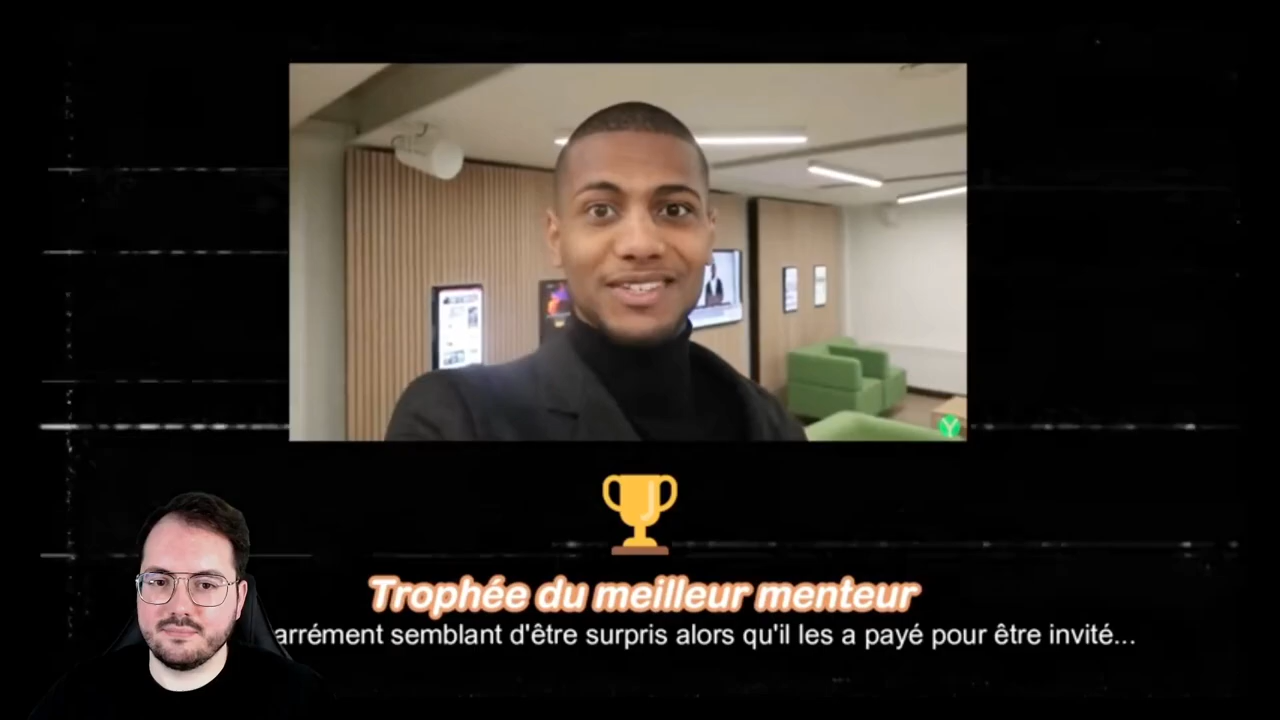 Trophée du meilleur menteur
arrément semblant d'être surpris alors qu'il les a payé pour être invité...
Y